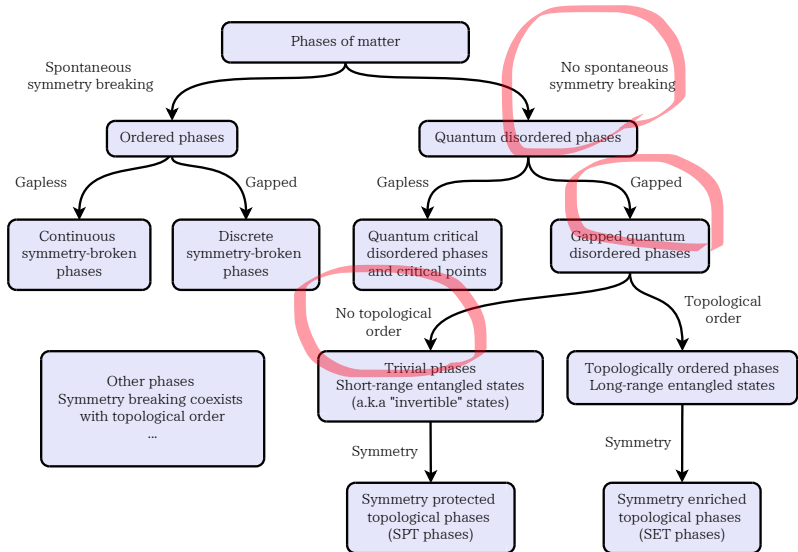 Phases of matter
Spontaneous
symmetry breaking
No spontaneous
symmetry breaking
Ordered phases
Quantum disordered phases
Gapless
Gapped
Gapless
Gapped
Continuous
symmetry-broken
phases
Discrete
symmetry-broken
phases
Quantum critical
disordered phases
and critical points
Gapped quantum
disordered phases
No topological
order
Topological
order
Other phases
Symmetry breaking coexists
with topological order
...
Trivial phases
Short-range entangled states
(a.k.a "invertible" states)
Topologically ordered phases
Long-range entangled states
Symmetry
Symmetry
Symmetry protected
topological phases
(SPT phases)
Symmetry enriched
topological phases
(SET phases)